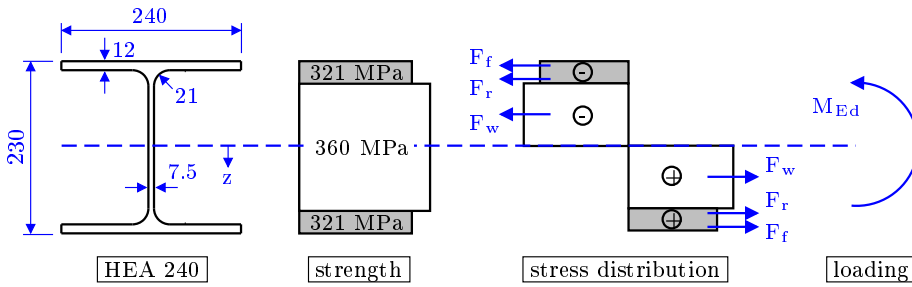 240
12
21
230
7.5
z
HEA 240
321 MPa
360 MPa
321 MPa
strength
F_f
F_r
F_w
-
-
+
+
F_w
F_r
F_f
stress distribution
M_Ed
loading